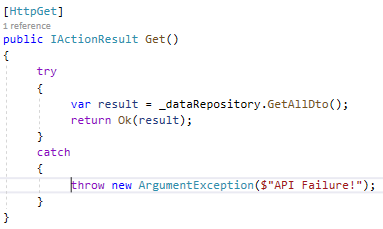 [HttpGet]
1 reference
public IActionResult Get()
{
try
{
var result = _dataRepository.GetAllDto();
return Ok(result);
}
catch
{
throw new ArgumentException($"API Failure!");
}
}